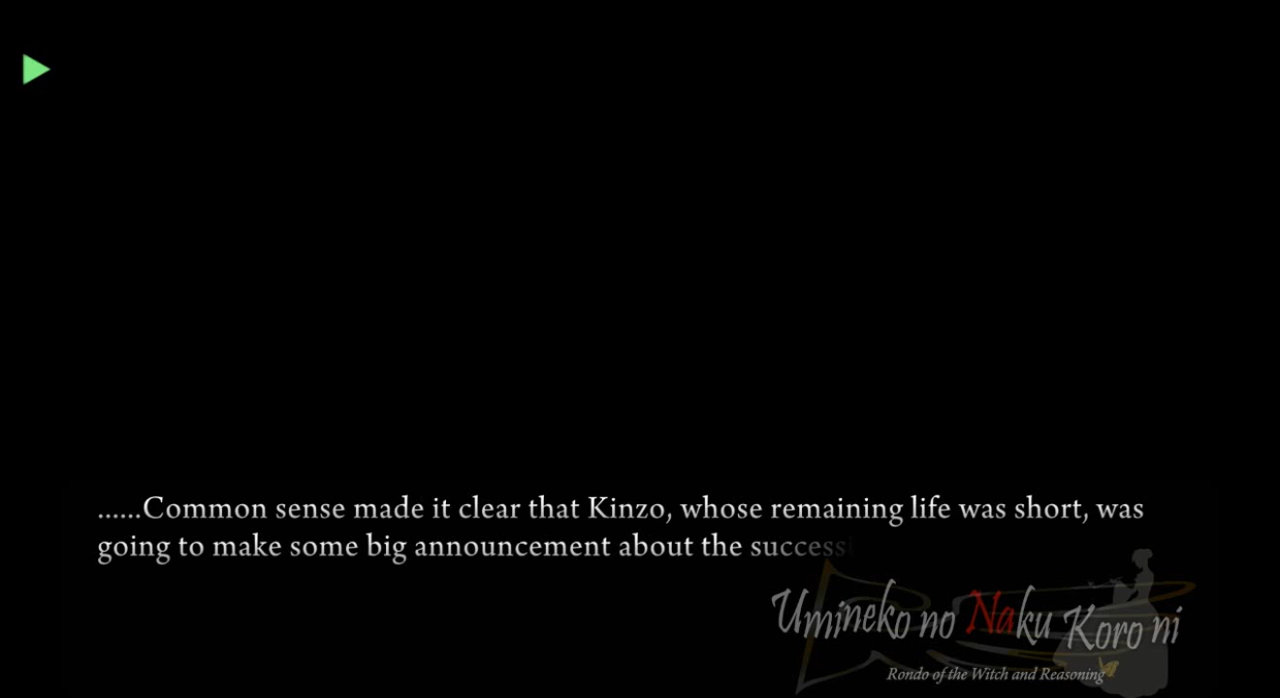 ......Common sense made it clear that Kinzo, whose remaining life was short, was
going to make some big announcement about the success
Umineko no Naku Koro ni
Rondo of the Witch and Reasoning